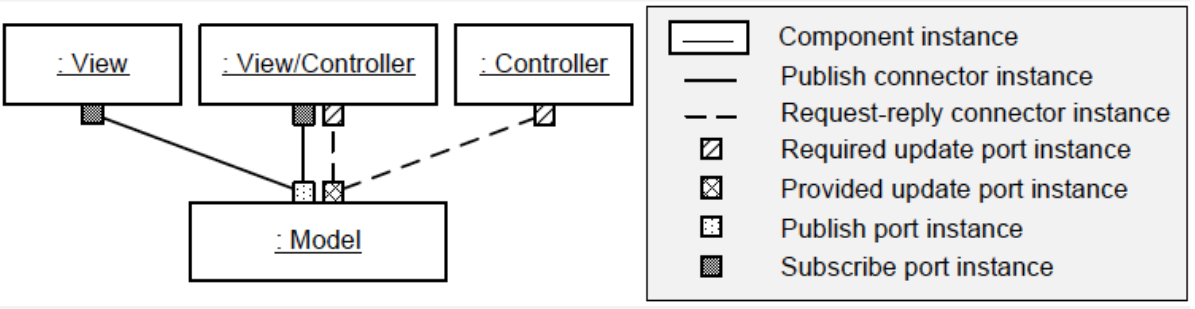 : View
: View/Controller
: Controller
: Model
Component instance
Publish connector instance
Request-reply connector instance
Required update port instance
Provided update port instance
Publish port instance
Subscribe port instance